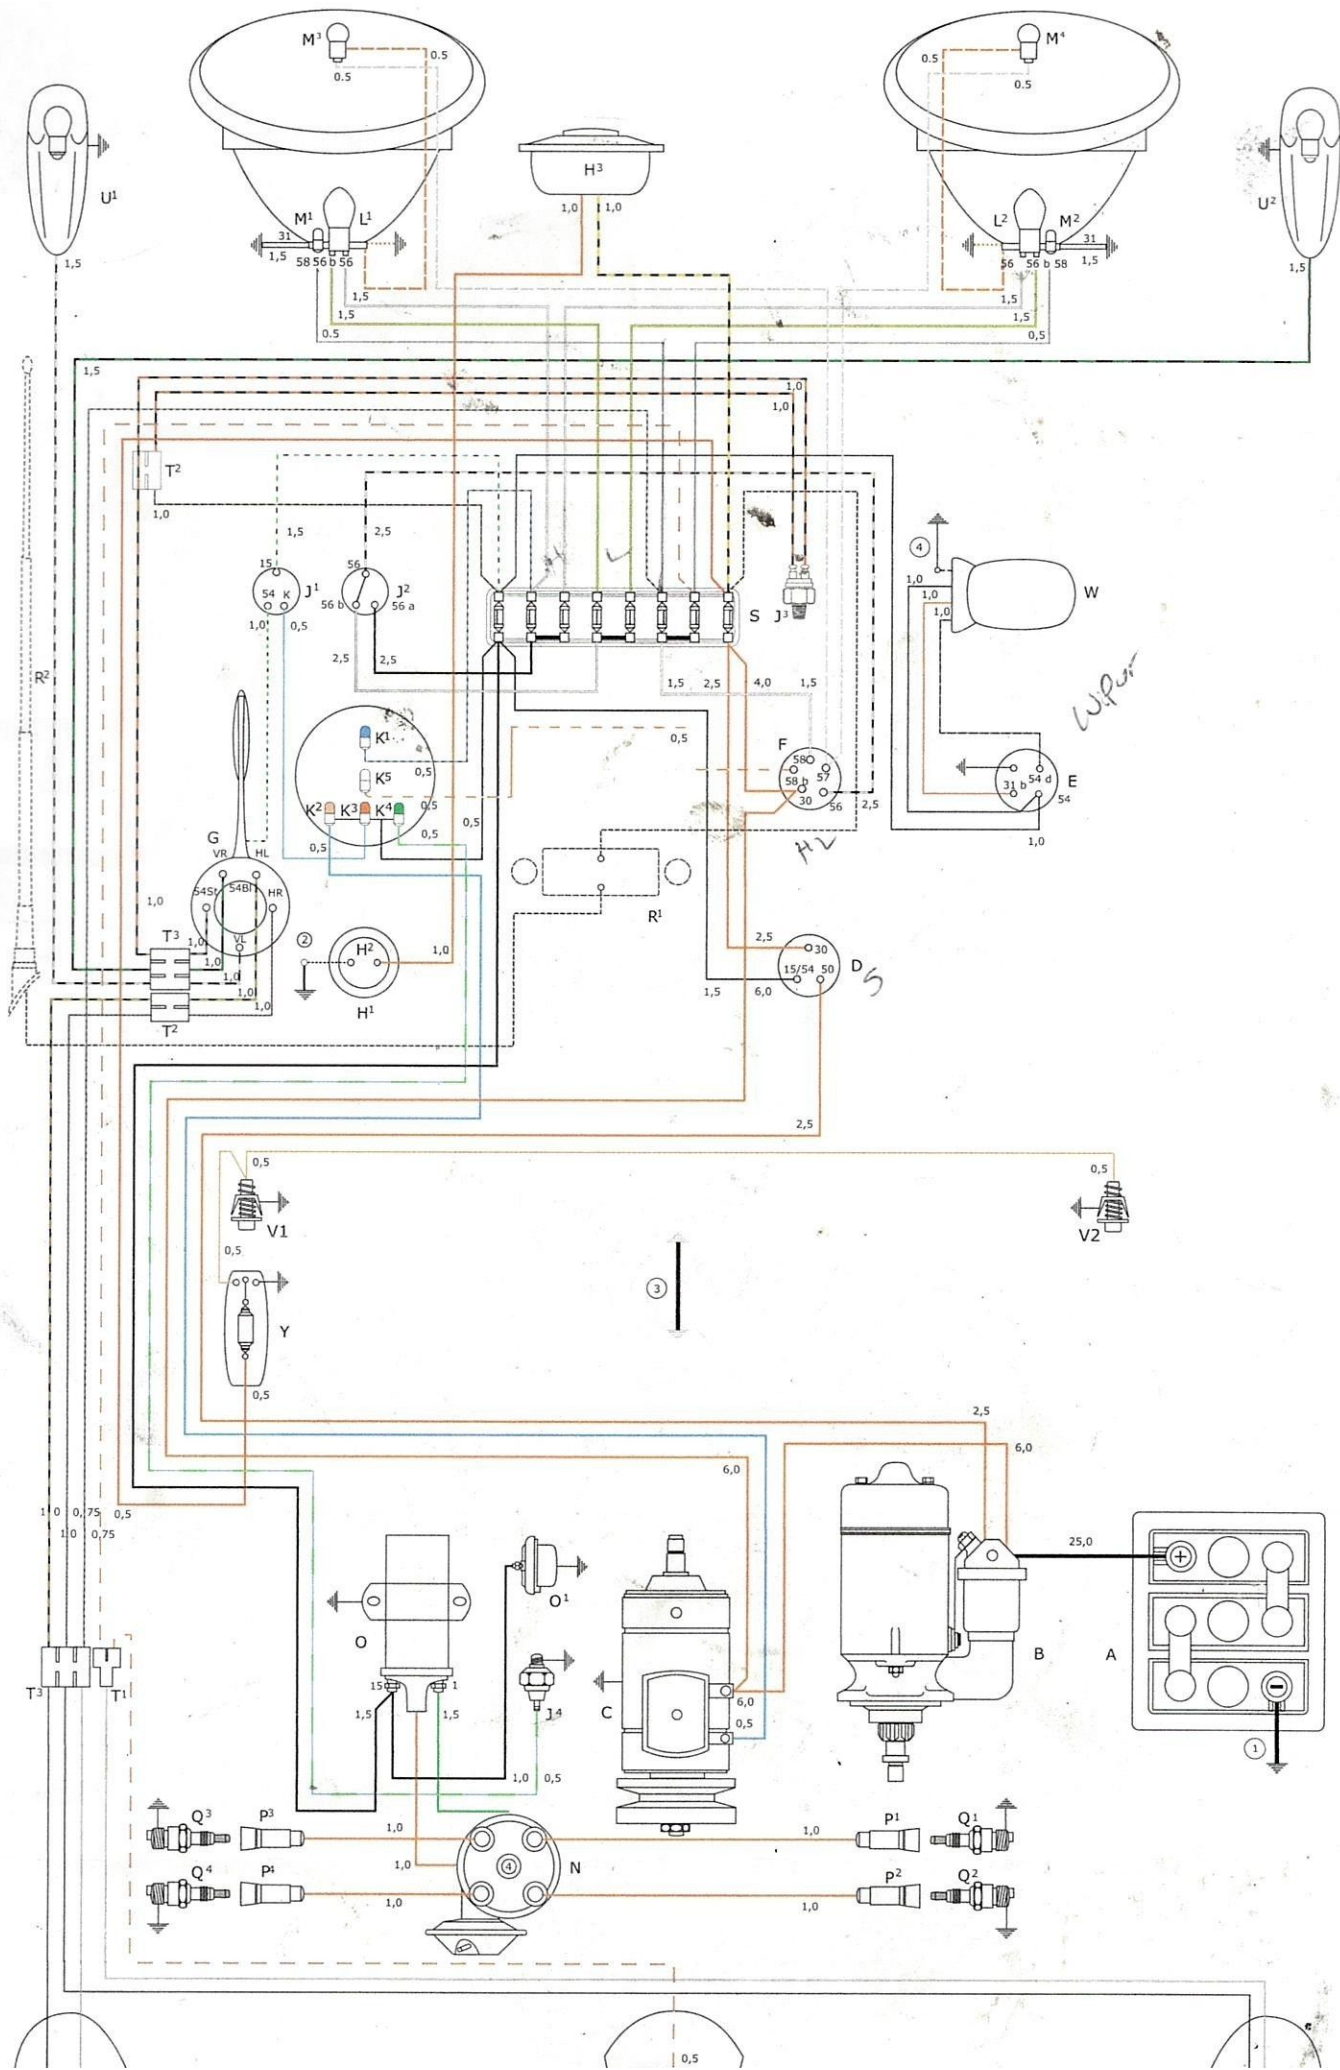 M³ M⁴
0.5 0.5
0.5 0.5
H³
U¹ U²
1,0 1,0
M¹ L¹ L² M²
31 31
1,5 1,5
58 56 b 56 56 56 b 58
1,5 1,5
1,5 1,5
1,5 1,5
0.5 0,5
1,5
1,0
1,0
T²
1,0
1,5 2,5
④
15 56
J¹ J² W
54 K 56 b 56 a
1,0 0,5
S J³
1,0
1,0
1,0
2,5 2,5
R²
1,5 2,5 4,0 1,5
Wiper
K¹
F 58
0,5
0,5
K⁵
58 b 57
54 d E
31 b 54
K² K³ K⁴
0,5
30 56 2,5
0,5
0,5
0,5
1,0
H2
G
VR HL
54St 54Bl HR
VL
R¹
1,0
T³
1,0
1,0
1,0
1,0
1,0
T²
②
H² 1,0
H¹
2,5 30
15/54 50 D S
1,5 6,0
2,5
0,5 0,5
V1 V2
0,5
③
Y
0,5
2,5
6,0
6,0
1 0 0,75 0,5
1 0 0,75
25,0
O¹
O
B A
T³ T¹
15 1
1,5 1,5
J⁴
C 6,0
0,5
①
1,0 0,5
Q³ P³ P¹ Q¹
1,0 1,0
1,0 ④ N
Q⁴ P⁴ P² Q²
1,0 1,0
0,5